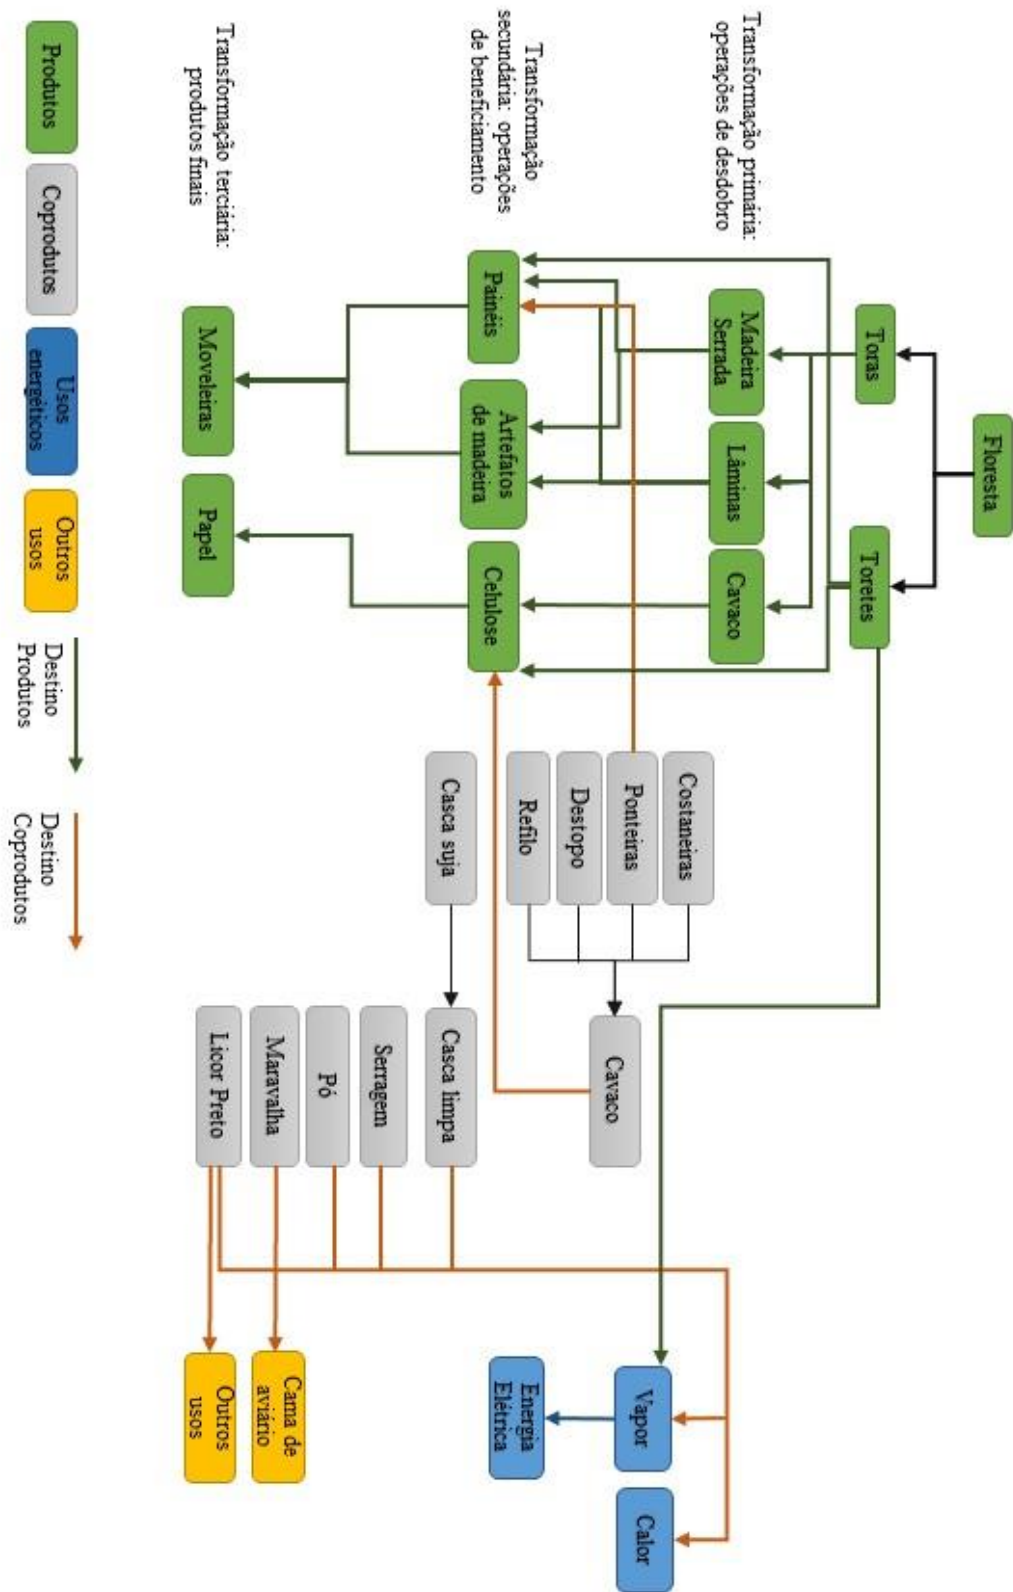 Floresta
Toras
Toretes
Transformação primária:
operações de desdobro
Madeira
Serrada
Lâminas
Cavaco
Costaneiras
Ponteiras
Destopo
Refilo
Cavaco
Vapor
Calor
Transformação
secundária: operações
de beneficiamento
Painéis
Artefatos
de madeira
Celulose
Casca suja
Casca limpa
Serragem
Pó
Maravalha
Licor Preto
Energia
Elétrica
Cama de
aviário
Outros
usos
Transformação terciária:
produtos finais
Moveleiras
Papel
Produtos
Coprodutos
Usos
energéticos
Outros
usos
Destino
Produtos
Destino
Coprodutos